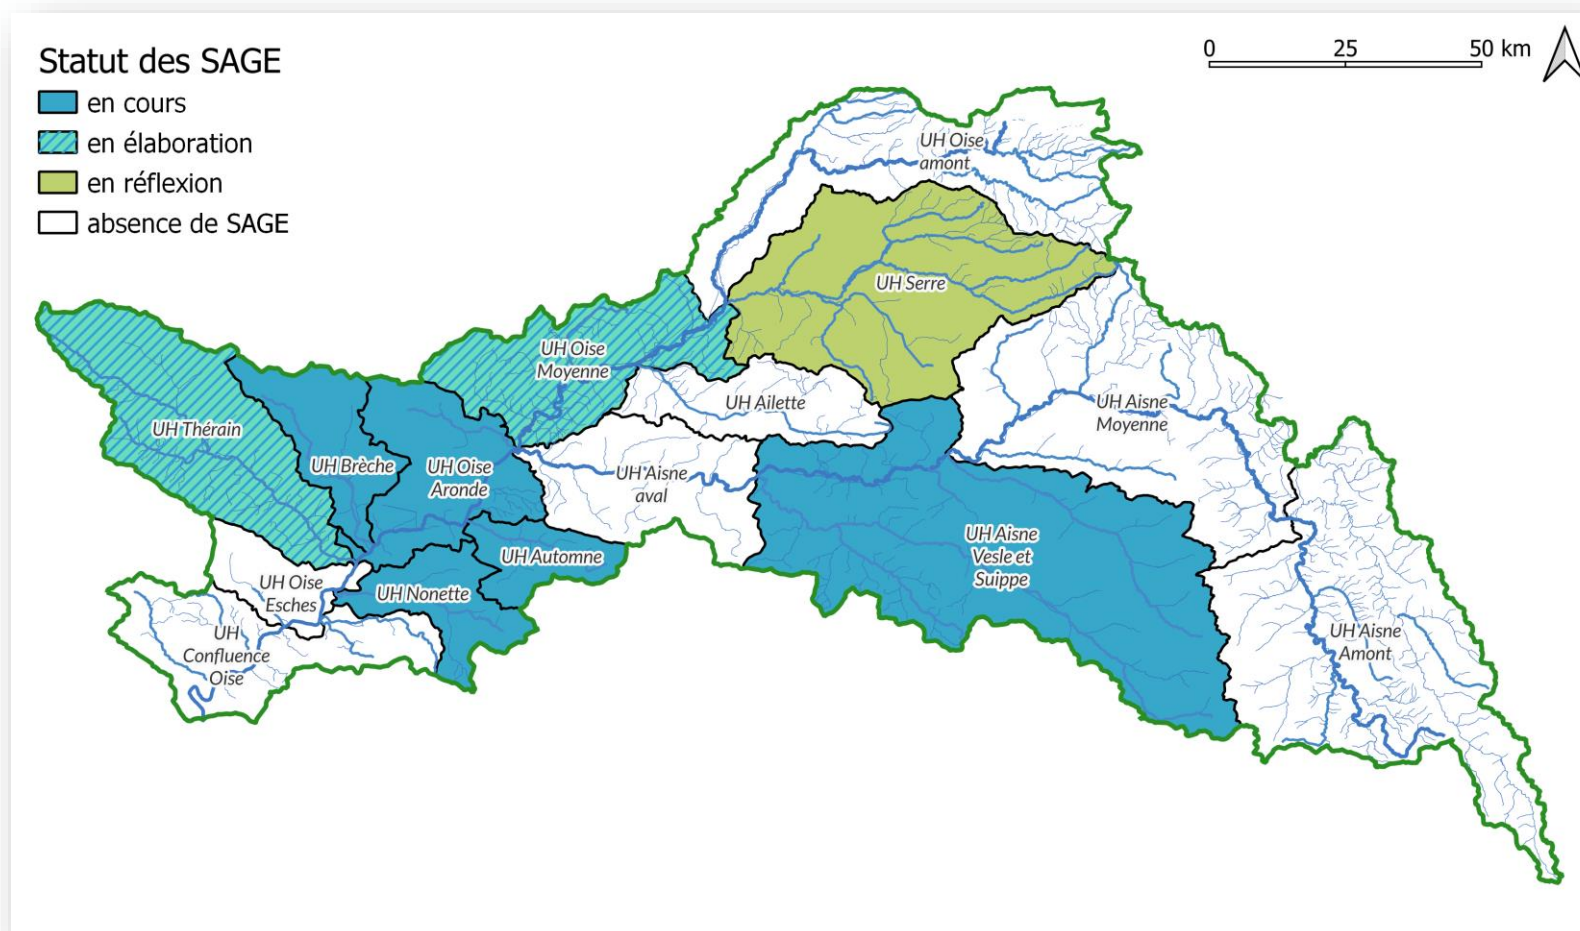 Statut des SAGE
en cours
en élaboration
en réflexion
absence de SAGE
0 25 50 km
UH Oise
amont
UH Serre
UH Oise
Moyenne
UH Ailette
UH Aisne
Moyenne
UH Thérain
UH Brèche
UH Oise
Aronde
UH Aisne
aval
UH Aisne
Vesle et
Suippe
UH Automne
UH Oise
Esches
UH Nonette
UH
Confluence
Oise
UH Aisne
Amont